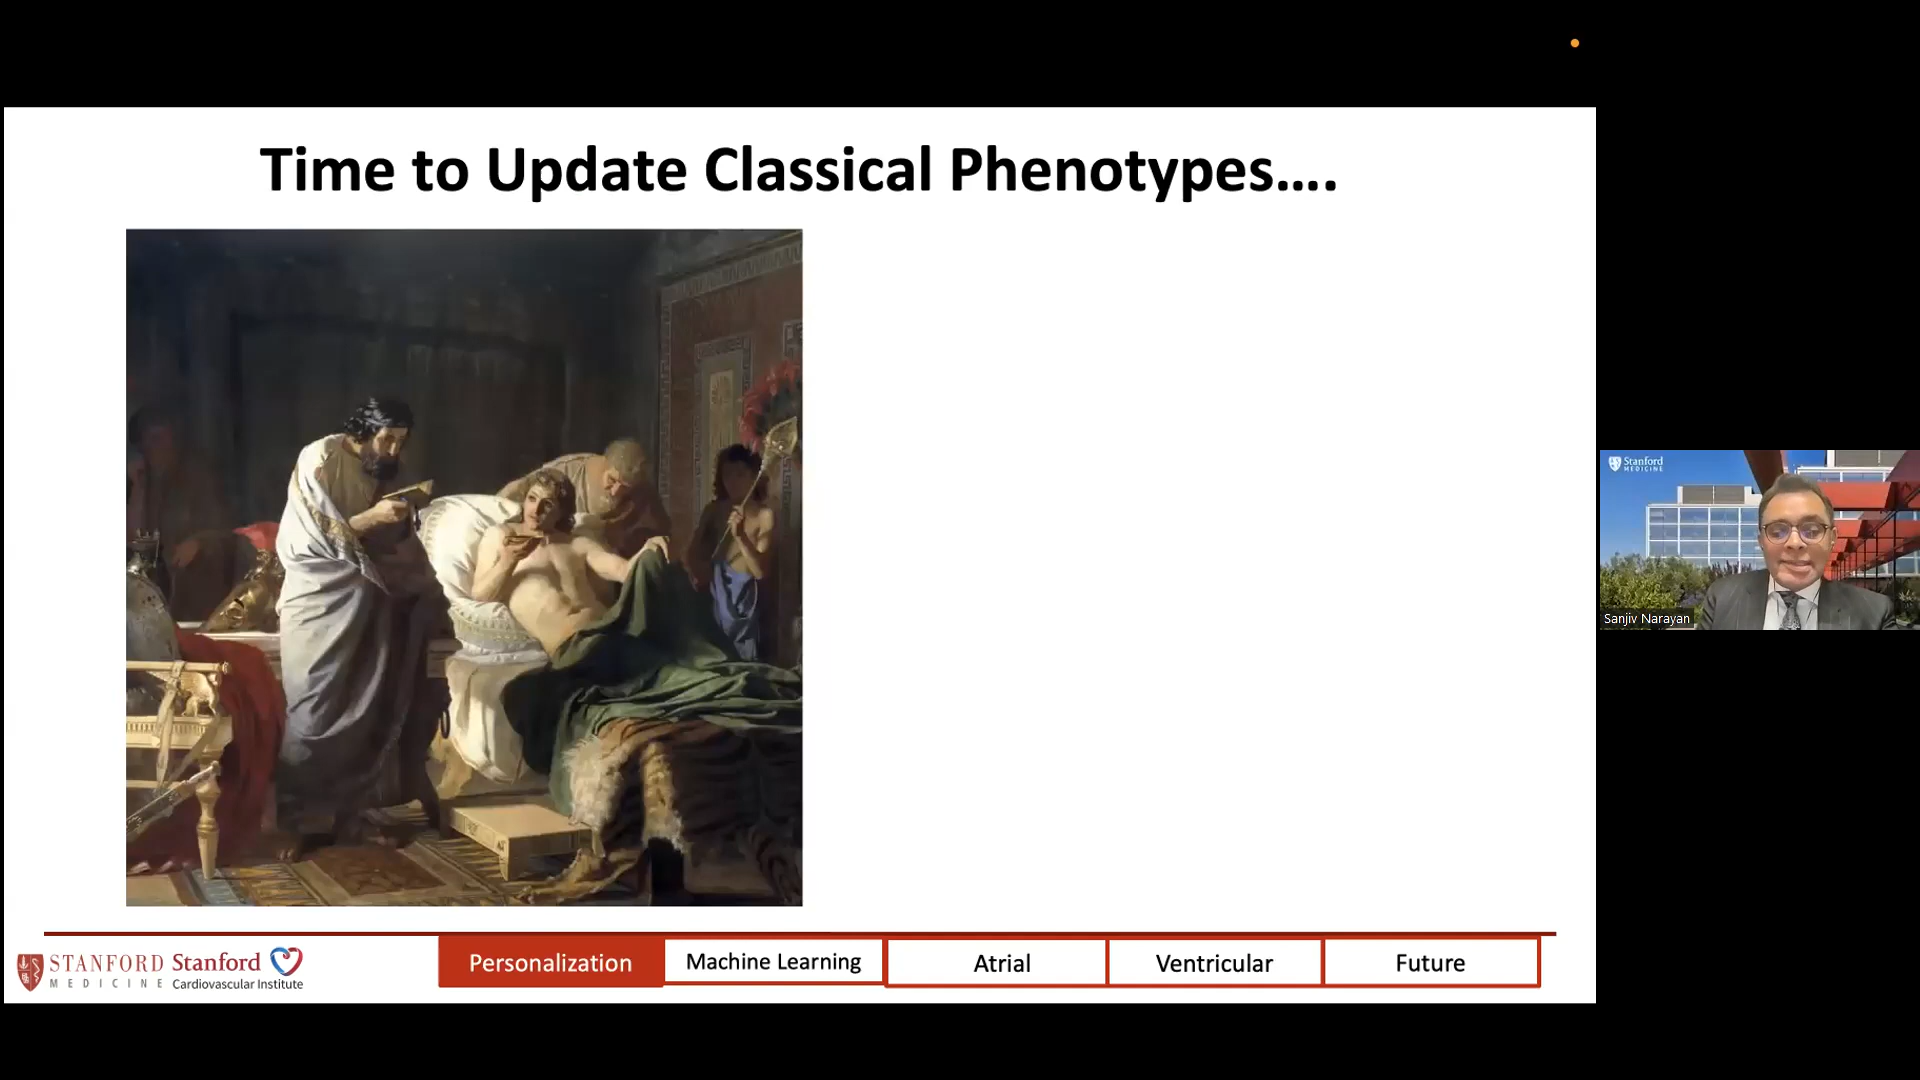 Time to Update Classical Phenotypes....
Stanford
MEDICINE
Sanjiv Narayan
STANFORD
MEDICINE
Stanford
Cardiovascular Institute
Personalization
Machine Learning
Atrial
Ventricular
Future